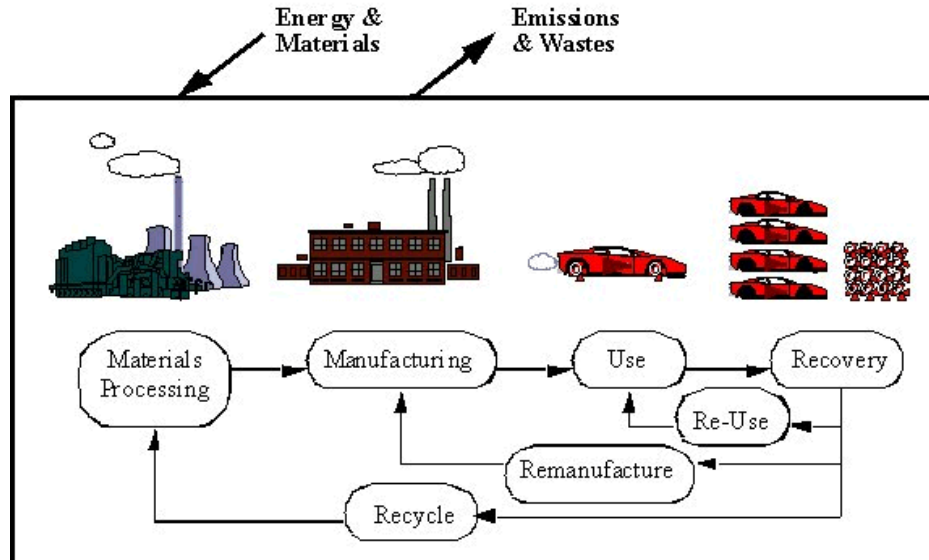 Energy &
Materials
Emissions
& Wastes
Materials
Processing
Manufacturing
Use
Recovery
Re-Use
Remanufacture
Recycle